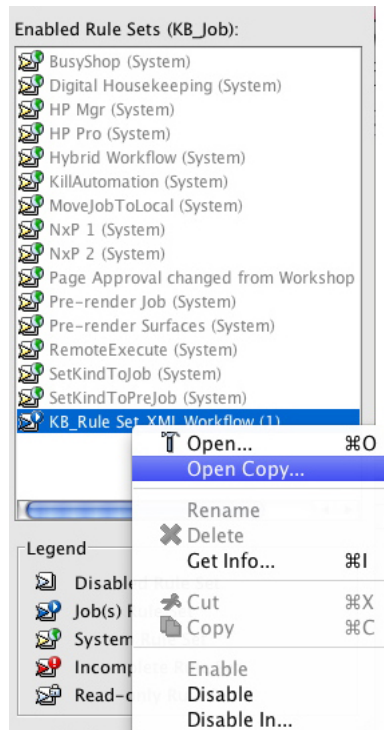 Enabled Rule Sets (KB_Job):
BusyShop (System)
Digital Housekeeping (System)
HP Mgr (System)
HP Pro (System)
Hybrid Workflow (System)
KillAutomation (System)
MoveJobToLocal (System)
NxP 1 (System)
NxP 2 (System)
Page Approval changed from Workshop
Pre-render Job (System)
Pre-render Surfaces (System)
RemoteExecute (System)
SetKindToJob (System)
SetKindToPreJob (System)
KB_Rule Set_XML Workflow (1)
Open... ⌘O
Open Copy...
Rename
Delete
Get Info... ⌘I
Cut ⌘X
Copy ⌘C
Enable
Disable
Disable In...
Legend
Disabled
Job(s)
System
Incomplete
Read-only